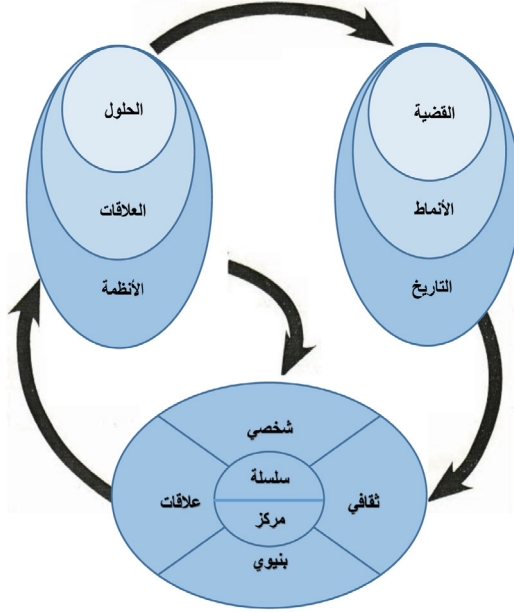 القضية
الأنماط
التاريخ
الحلول
العلاقات
الأنظمة
شخصي
سلسلة
ثقافي
علاقات
مركز
بنيوي